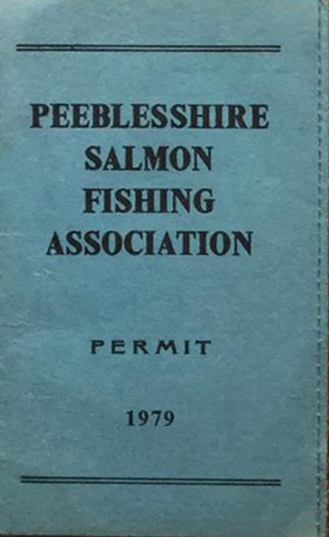 PEEBLESSHIRE
SALMON
FISHING
ASSOCIATION
PERMIT
1979